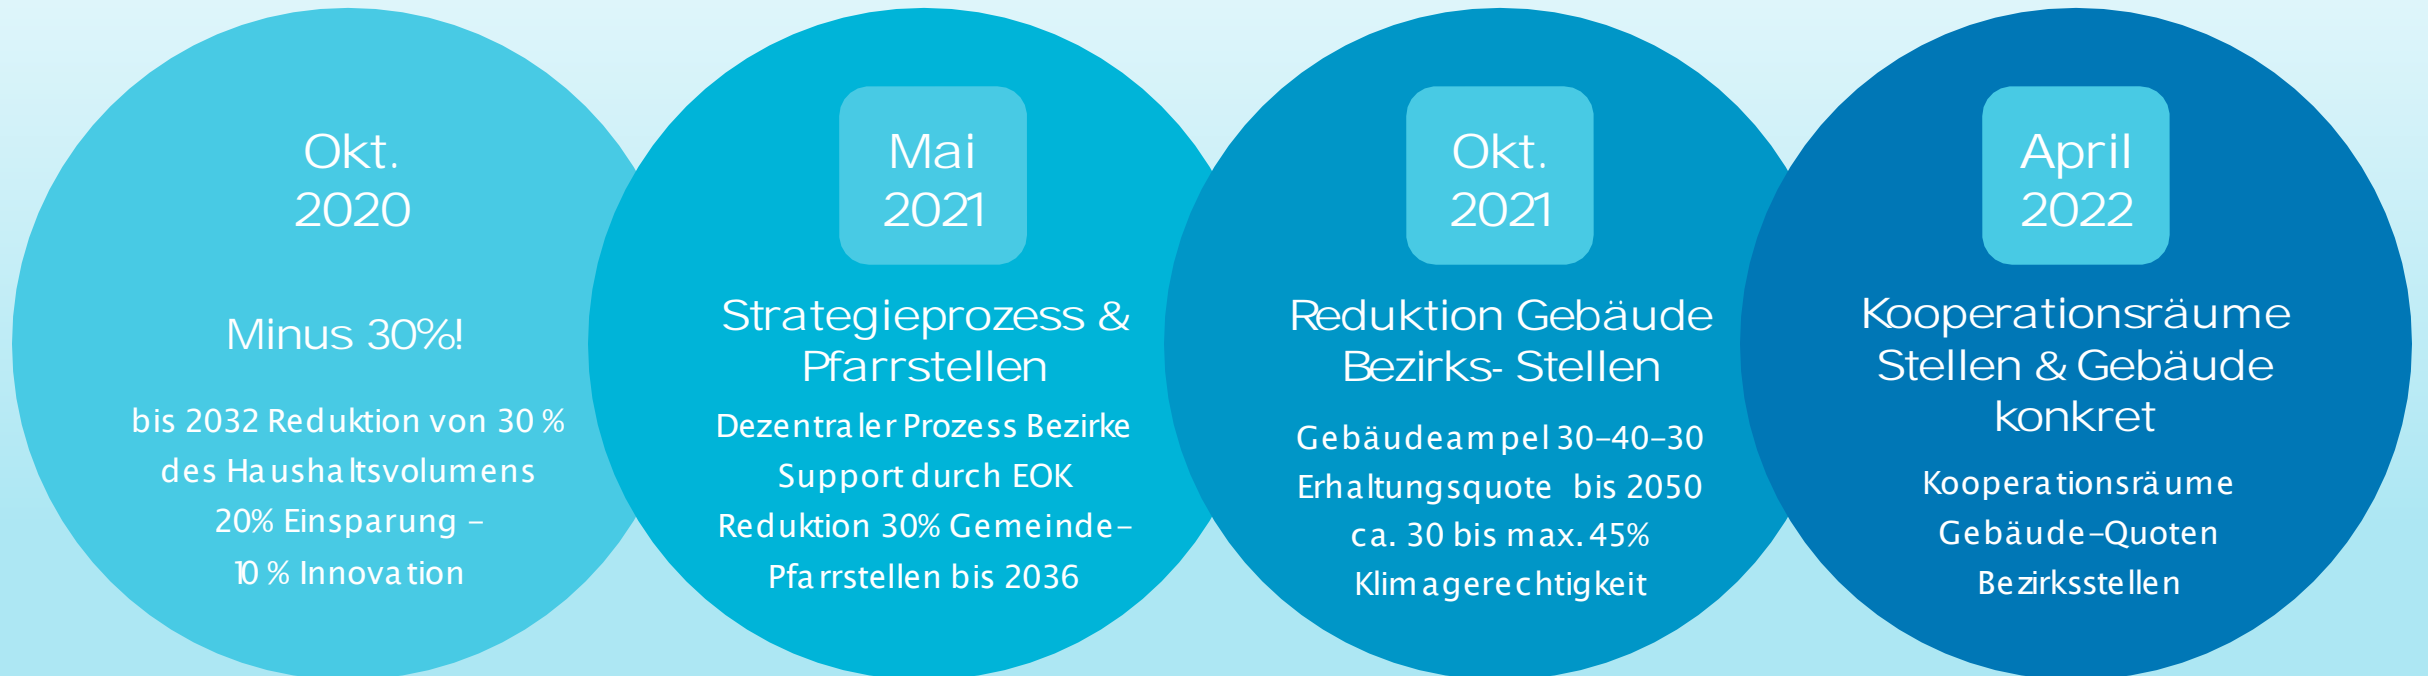 Okt.
2020
Minus 30%!
bis 2032 Reduktion von 30 %
des Haushaltsvolumens
20% Einsparung –
10 % Innovation
Mai
2021
Strategieprozess &
Pfarrstellen
Dezentraler Prozess Bezirke
Support durch EOK
Reduktion 30% Gemeinde-
Pfarrstellen bis 2036
Okt.
2021
Reduktion Gebäude
Bezirks- Stellen
Gebäudeampel 30–40–30
Erhaltungsquote bis 2050
ca. 30 bis max. 45%
Klimagerechtigkeit
April
2022
Kooperationsräume
Stellen & Gebäude
konkret
Kooperationsräume
Gebäude-Quoten
Bezirksstellen